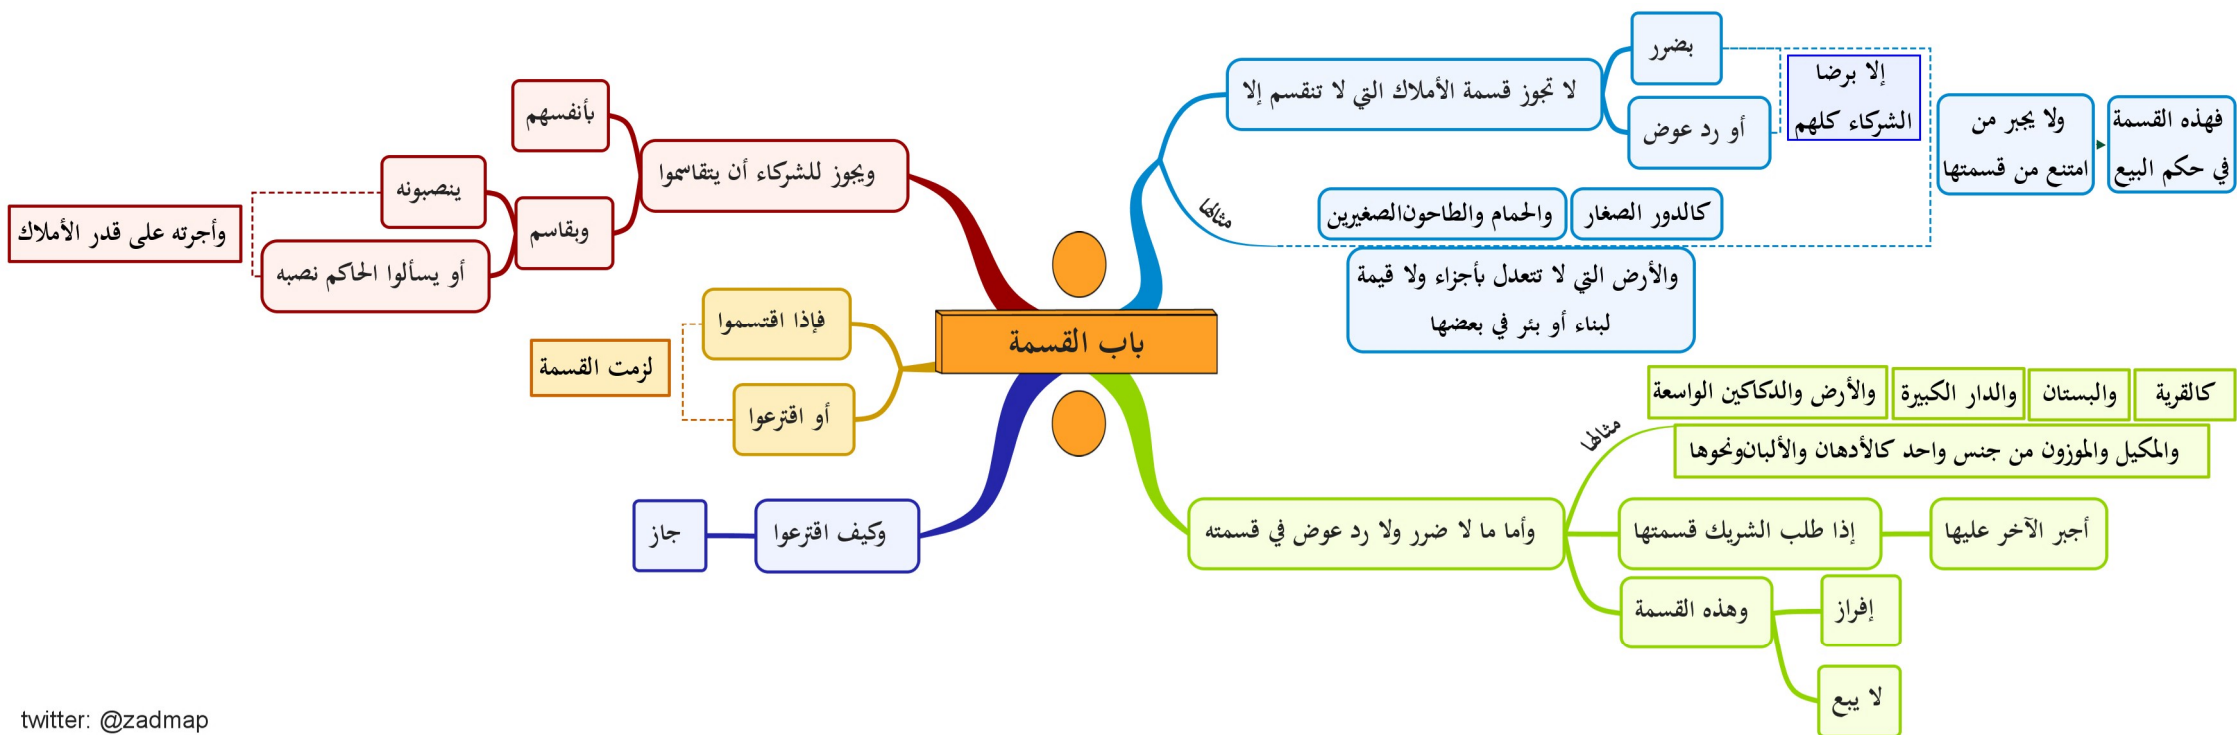 باب القسمة
لا تجوز قسمة الأملاك التي لا تنقسم إلا
بضرر
أو رد عوض
إلا برضا
الشركاء كلهم
ولا يجبر من
امتنع من قسمتها
فهذه القسمة
في حكم البيع
مثالها
كالدور الصغار
والحمام والطاحون الصغيرين
والأرض التي لا تتعدل بأجزاء ولا قيمة
لبناء أو بئر في بعضها
وأما ما لا ضرر ولا رد عوض في قسمته
مثالها
كالقرية
والبستان
والدار الكبيرة
والأرض والدكاكين الواسعة
والمكيل والموزون من جنس واحد كالأدهان والألبان ونحوها
إذا طلب الشريك قسمتها
أجبر الآخر عليها
وهذه القسمة
إفراز
لا يبع
ويجوز للشركاء أن يتقاسموا
بأنفسهم
وبقاسم
ينصبونه
أو يسألوا الحاكم نصبه
وأجرته على قدر الأملاك
فإذا اقتسموا
أو اقترعوا
لزمت القسمة
وكيف اقترعوا
جاز
twitter: @zadmap